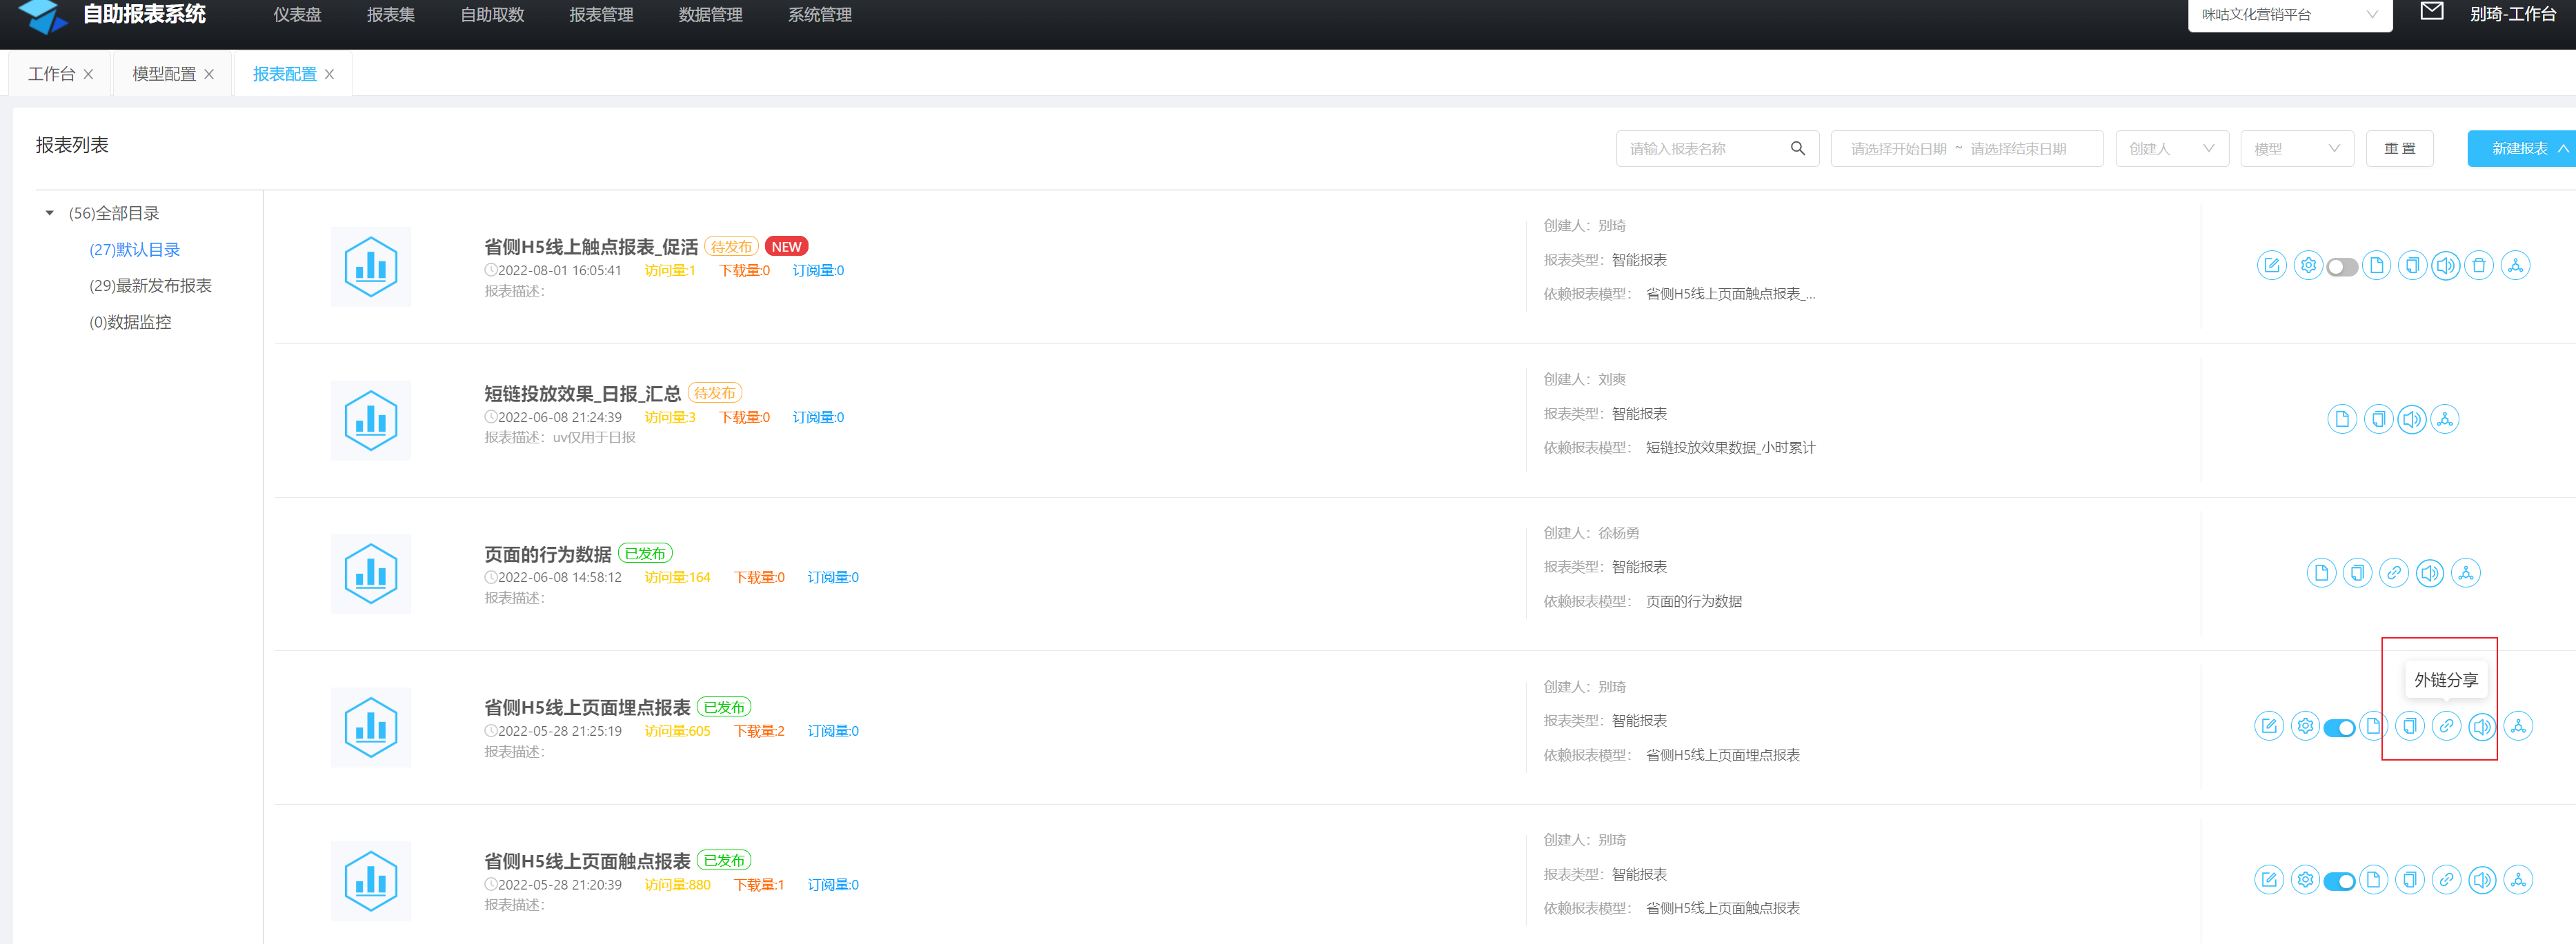 自助报表系统 仪表盘 报表集 自助取数 报表管理 数据管理 系统管理 咪咕文化营销平台 别琦-工作台
工作台 模型配置 报表配置
报表列表 请输入报表名称 请选择开始日期 ~ 请选择结束日期 创建人 模型 重 置 新建报表
(56)全部目录
(27)默认目录
(29)最新发布报表
(0)数据监控
省侧H5线上触点报表_促活 待发布 NEW
2022-08-01 16:05:41 访问量:1 下载量:0 订阅量:0
报表描述:
创建人: 别琦
报表类型: 智能报表
依赖报表模型: 省侧H5线上页面触点报表_...
短链投放效果_日报_汇总 待发布
2022-06-08 21:24:39 访问量:3 下载量:0 订阅量:0
报表描述: uv仅用于日报
创建人: 刘爽
报表类型: 智能报表
依赖报表模型: 短链投放效果数据_小时累计
页面的行为数据 已发布
2022-06-08 14:58:12 访问量:164 下载量:0 订阅量:0
报表描述:
创建人: 徐杨勇
报表类型: 智能报表
依赖报表模型: 页面的行为数据
省侧H5线上页面埋点报表 已发布
2022-05-28 21:25:19 访问量:605 下载量:2 订阅量:0
报表描述:
创建人: 别琦
报表类型: 智能报表
依赖报表模型: 省侧H5线上页面埋点报表
外链分享
省侧H5线上页面触点报表 已发布
2022-05-28 21:20:39 访问量:880 下载量:1 订阅量:0
报表描述:
创建人: 别琦
报表类型: 智能报表
依赖报表模型: 省侧H5线上页面触点报表